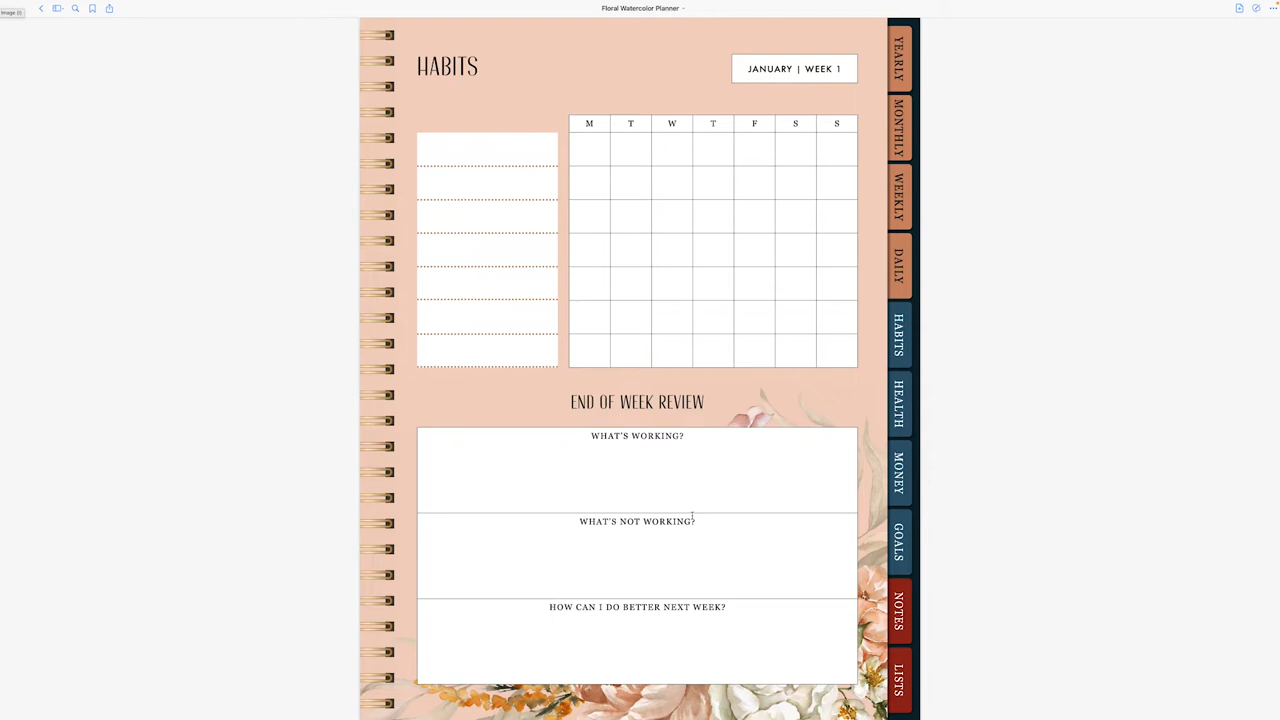 Image (i)
Floral Watercolor Planner
HABITS
JANUARY | WEEK 1
M T W T F S S
END OF WEEK REVIEW
WHAT'S WORKING?
WHAT'S NOT WORKING?
HOW CAN I DO BETTER NEXT WEEK?
YEARLY
MONTHLY
WEEKLY
DAILY
HABITS
HEALTH
MONEY
GOALS
NOTES
LISTS